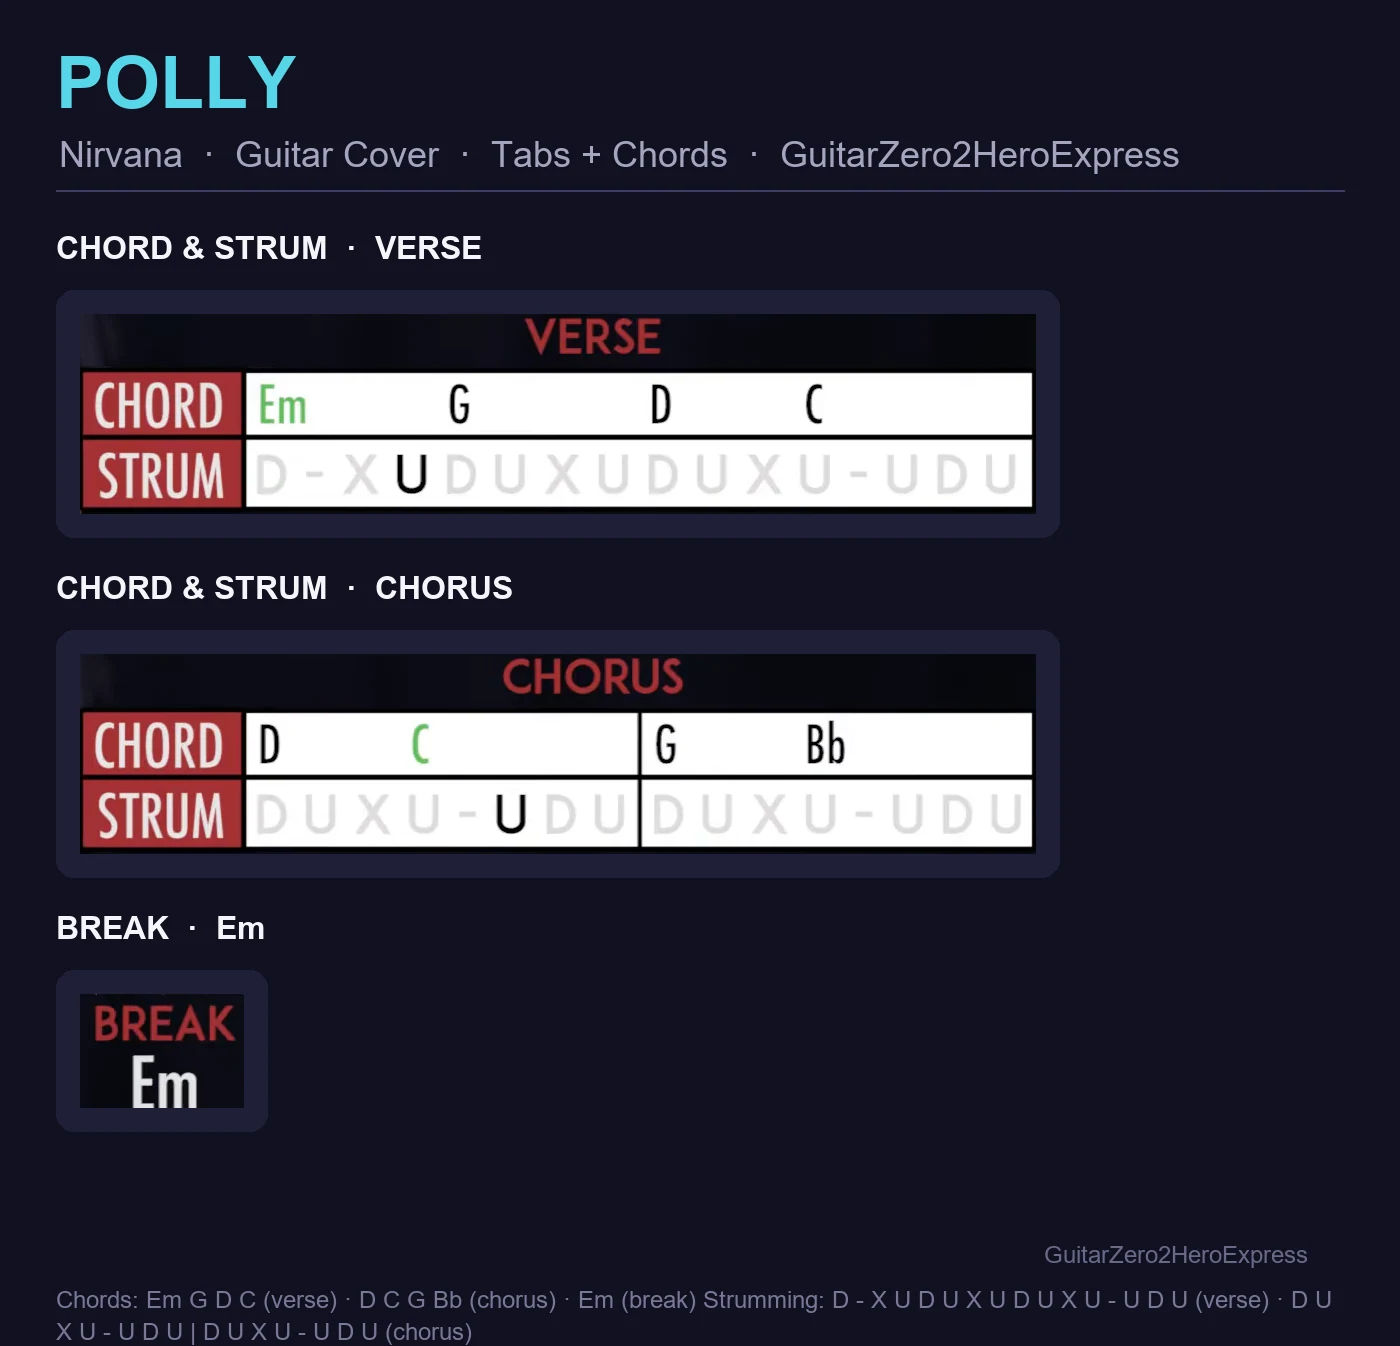 POLLY
Nirvana · Guitar Cover · Tabs + Chords · GuitarZero2HeroExpress
CHORD & STRUM · VERSE
VERSE
CHORD Em G D C
STRUM D - X U D U X U D U X U - U D U
CHORD & STRUM · CHORUS
CHORUS
CHORD D C G Bb
STRUM D U X U - U D U D U X U - U D U
BREAK · Em
BREAK
Em
GuitarZero2HeroExpress
Chords: Em G D C (verse) · D C G Bb (chorus) · Em (break) Strumming: D - X U D U X U D U X U - U D U (verse) · D U
X U - U D U | D U X U - U D U (chorus)